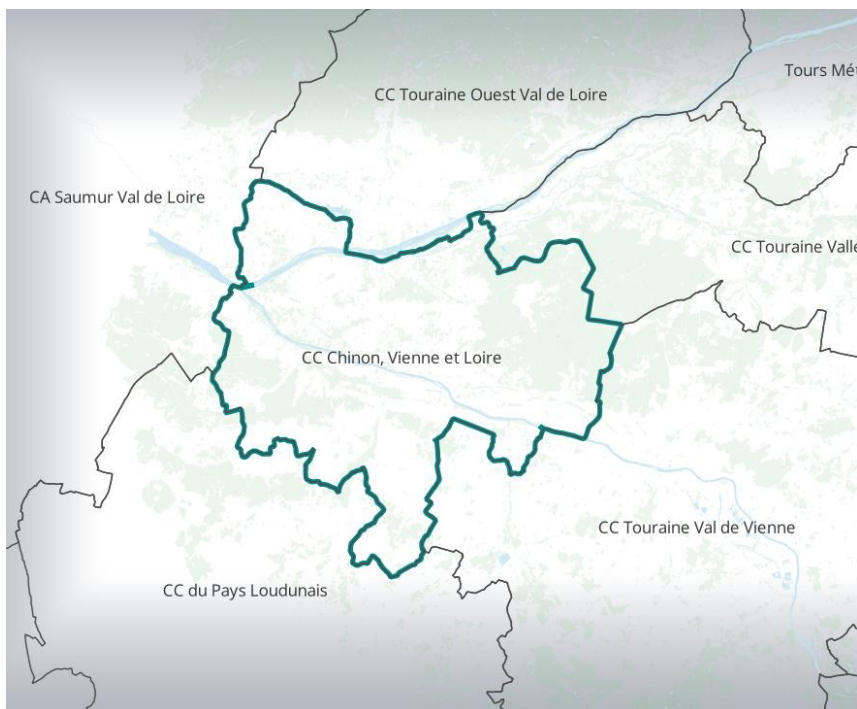 Tours Mét
CC Touraine Ouest Val de Loire
CA Saumur Val de Loire
CC Touraine Valle
CC Chinon, Vienne et Loire
CC Touraine Val de Vienne
CC du Pays Loudunais